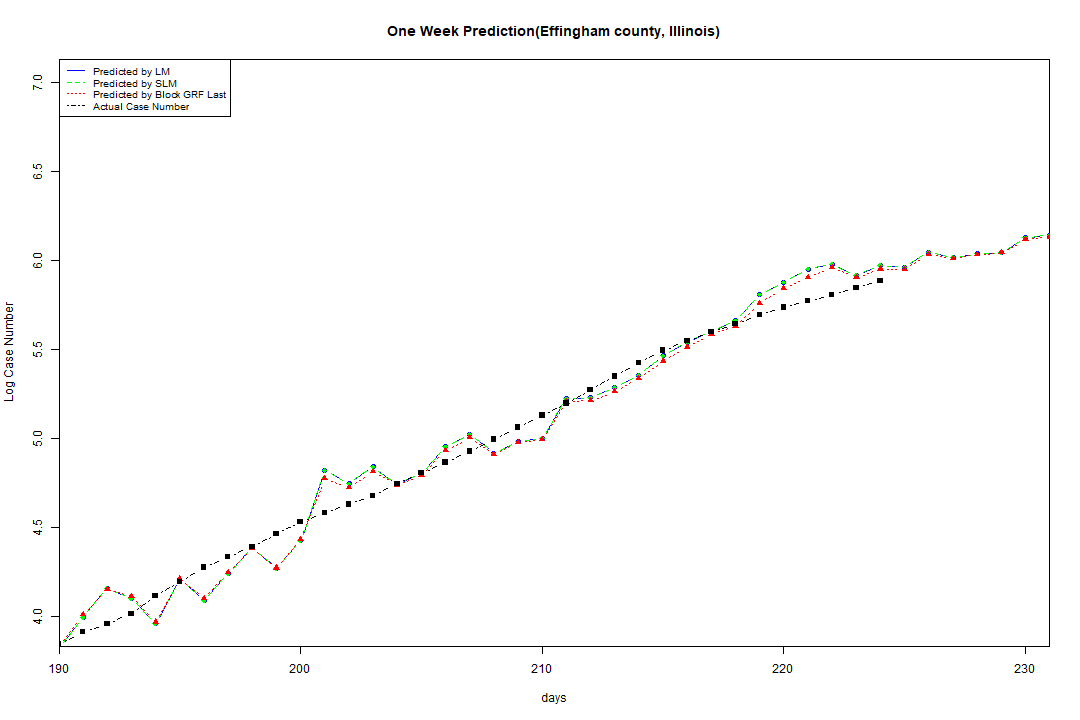 One Week Prediction(Effingham county, Illinois)
Predicted by LM
Predicted by SLM
Predicted by Block GRF Last
Actual Case Number
7.0
6.5
6.0
5.5
5.0
4.5
4.0
Log Case Number
190 200 210 220 230
days